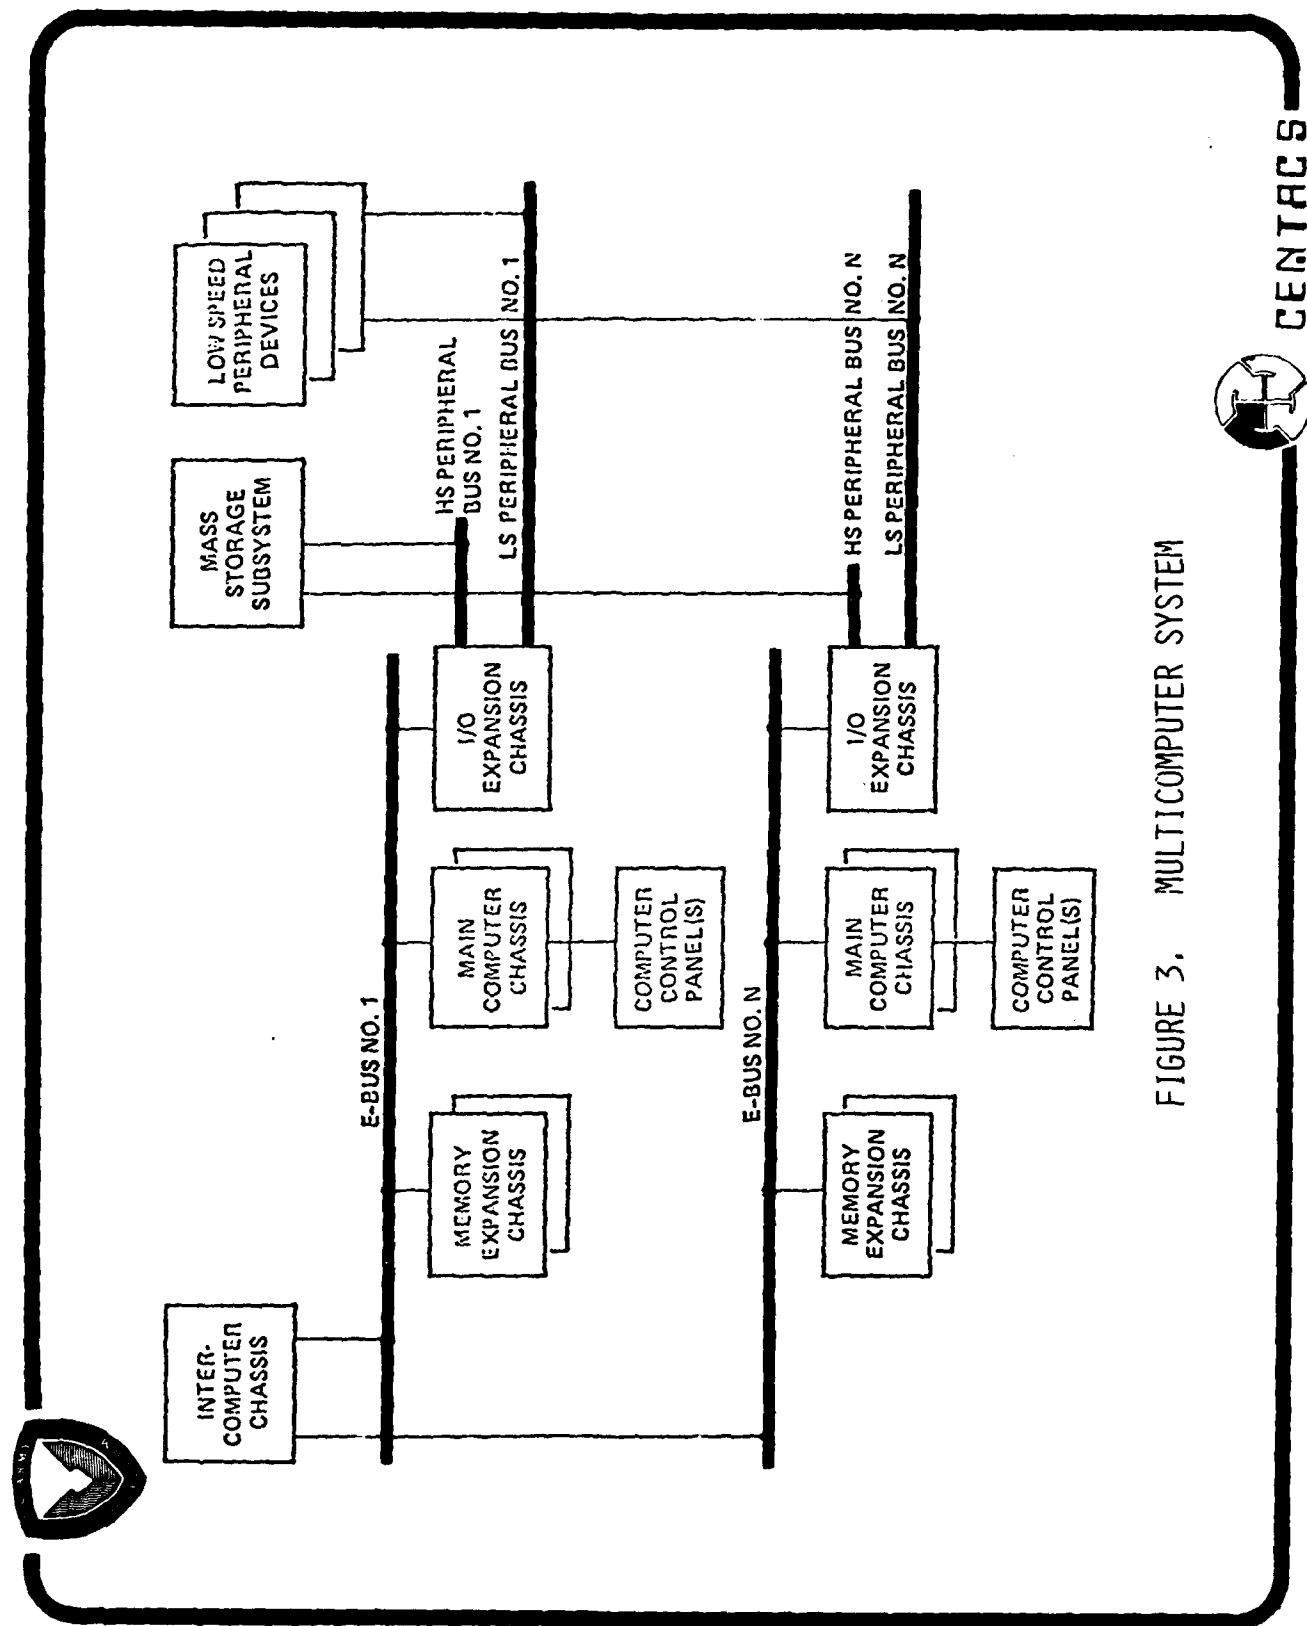 INTER-
COMPUTER
CHASSIS
MASS
STORAGE
SUBSYSTEM
LOW SPEED
PERIPHERAL
DEVICES
E-BUS NO. 1
HS PERIPHERAL
BUS NO. 1
LS PERIPHERAL BUS NO. 1
MEMORY
EXPANSION
CHASSIS
MAIN
COMPUTER
CHASSIS
I/O
EXPANSION
CHASSIS
COMPUTER
CONTROL
PANEL(S)
E-BUS NO. N
HS PERIPHERAL BUS NO. N
LS PERIPHERAL BUS NO. N
MEMORY
EXPANSION
CHASSIS
MAIN
COMPUTER
CHASSIS
I/O
EXPANSION
CHASSIS
COMPUTER
CONTROL
PANEL(S)
FIGURE 3. MULTICOMPUTER SYSTEM
CENTACS